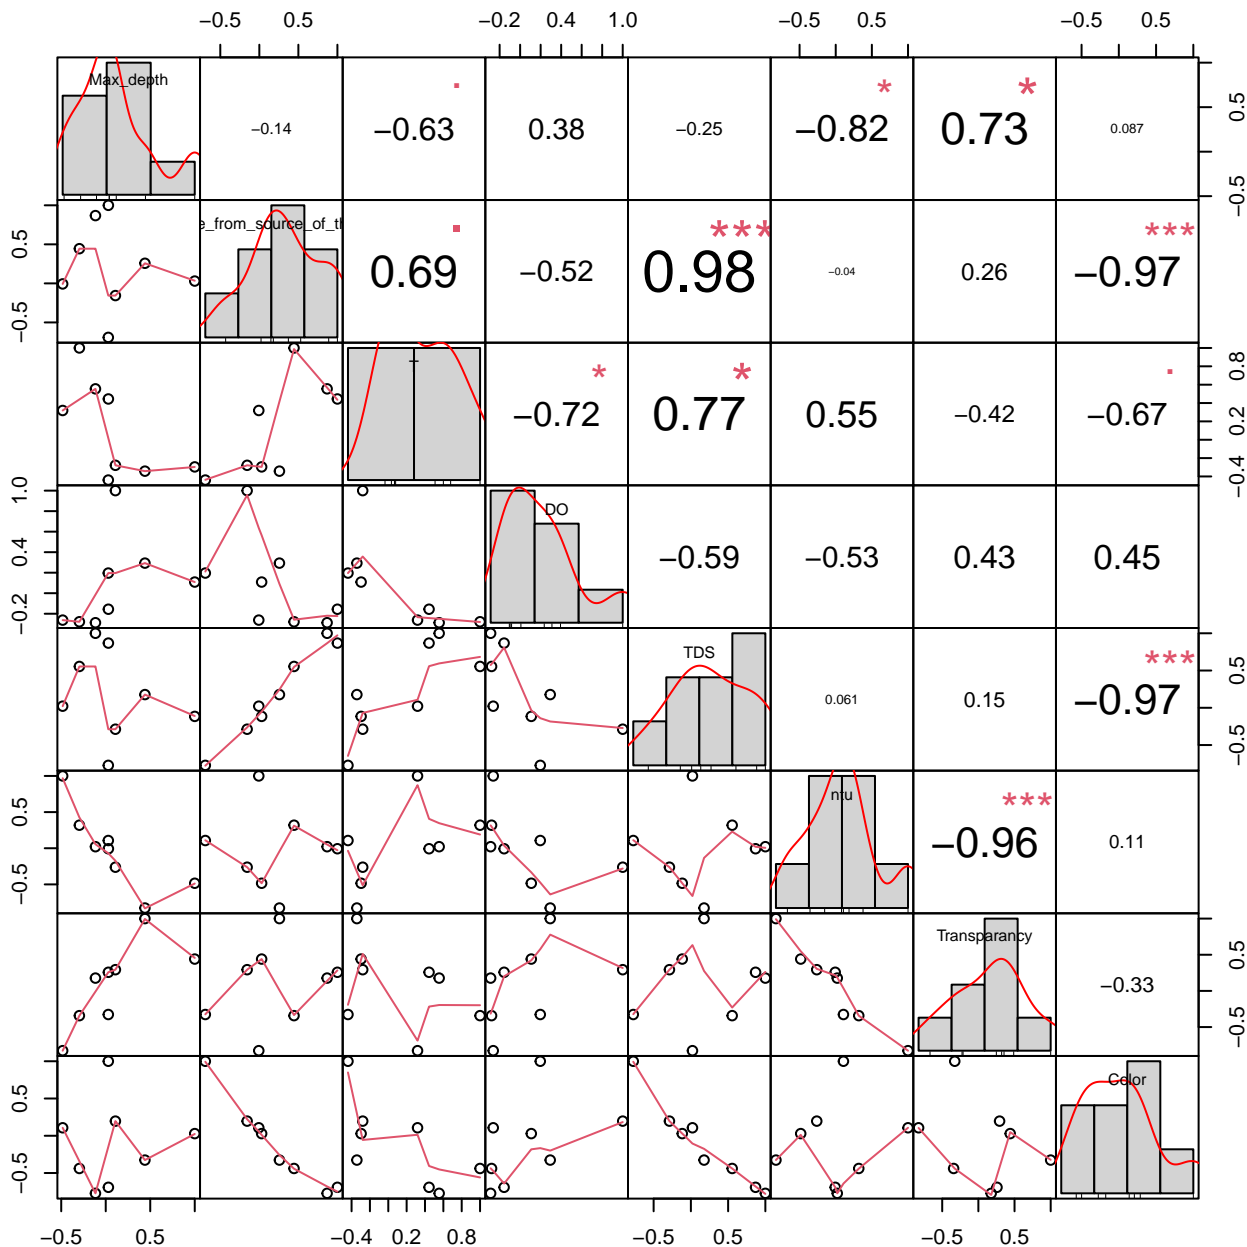 −0.5 0.5 −0.2 0.4 1.0 −0.5 0.5 −0.5 0.5
Max_depth −0.14 −0.63 0.38 −0.25 * −0.82 * 0.73 0.087 −0.5 0.5
−0.5 0.5 e_from_source_of_th 0.69 −0.52 *** 0.98 −0.04 0.26 *** −0.97
* −0.72 * 0.77 0.55 −0.42 −0.67 −0.4 0.2 0.8
−0.2 0.4 1.0 DO −0.59 −0.53 0.43 0.45
TDS 0.061 0.15 *** −0.97 −0.5 0.5
−0.5 0.5 ntu *** −0.96 0.11
Transparancy −0.33 −0.5 0.5
−0.5 0.5 Color
−0.5 0.5 −0.4 0.2 0.8 −0.5 0.5 −0.5 0.5